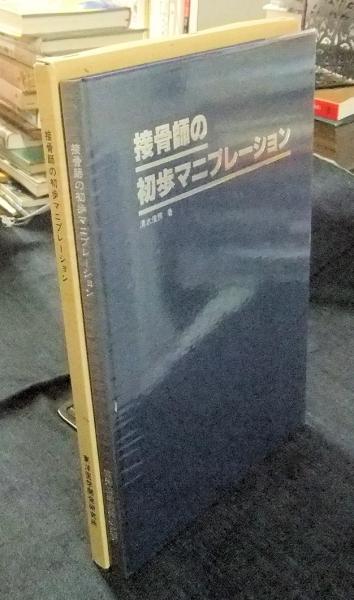 接骨師の
初歩マニプレーション
著
接骨師の初歩マニプレーション
接骨師の初歩マニプレーション